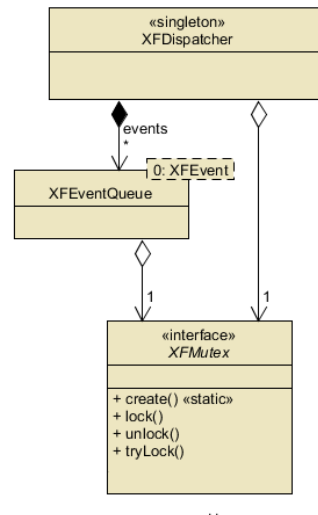 «singleton»
XFDispatcher
events
*
0: XFEvent
XFEventQueue
1
1
«interface»
XFMutex
+ create() «static»
+ lock()
+ unlock()
+ tryLock()